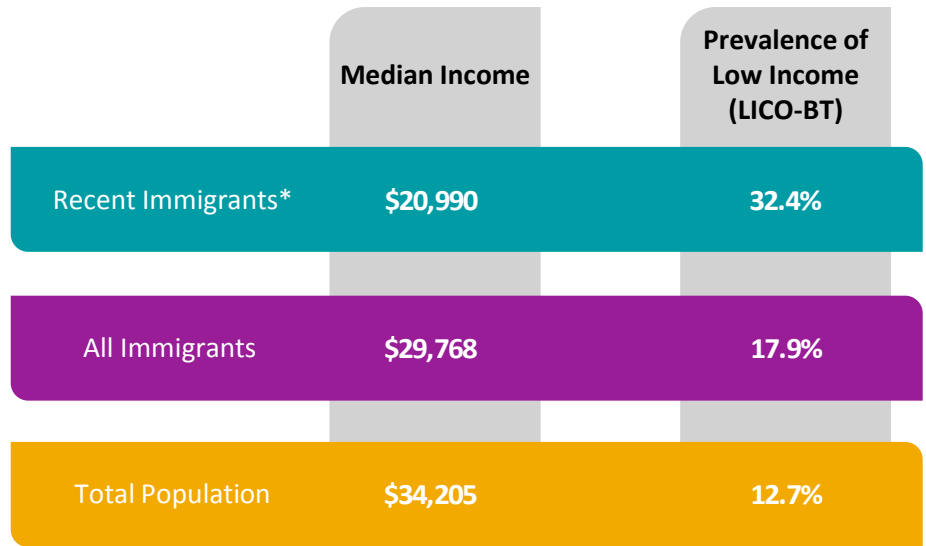 Median Income
Prevalence of
Low Income
(LICO-BT)
Recent Immigrants* $20,990 32.4%
All Immigrants $29,768 17.9%
Total Population $34,205 12.7%